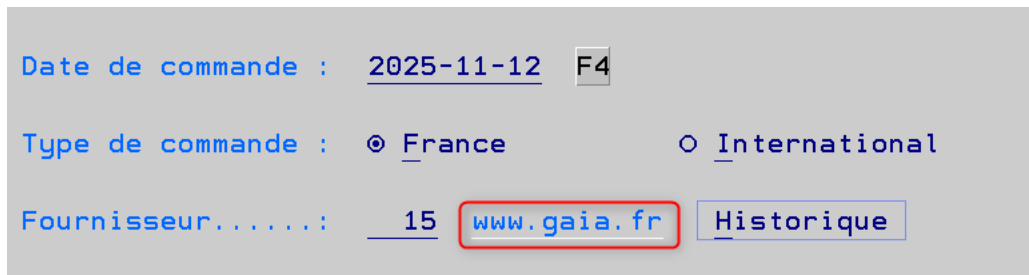 Date de commande : 2025-11-12 F4
Type de commande : France International
Fournisseur......: 15 www.gaia.fr Historique